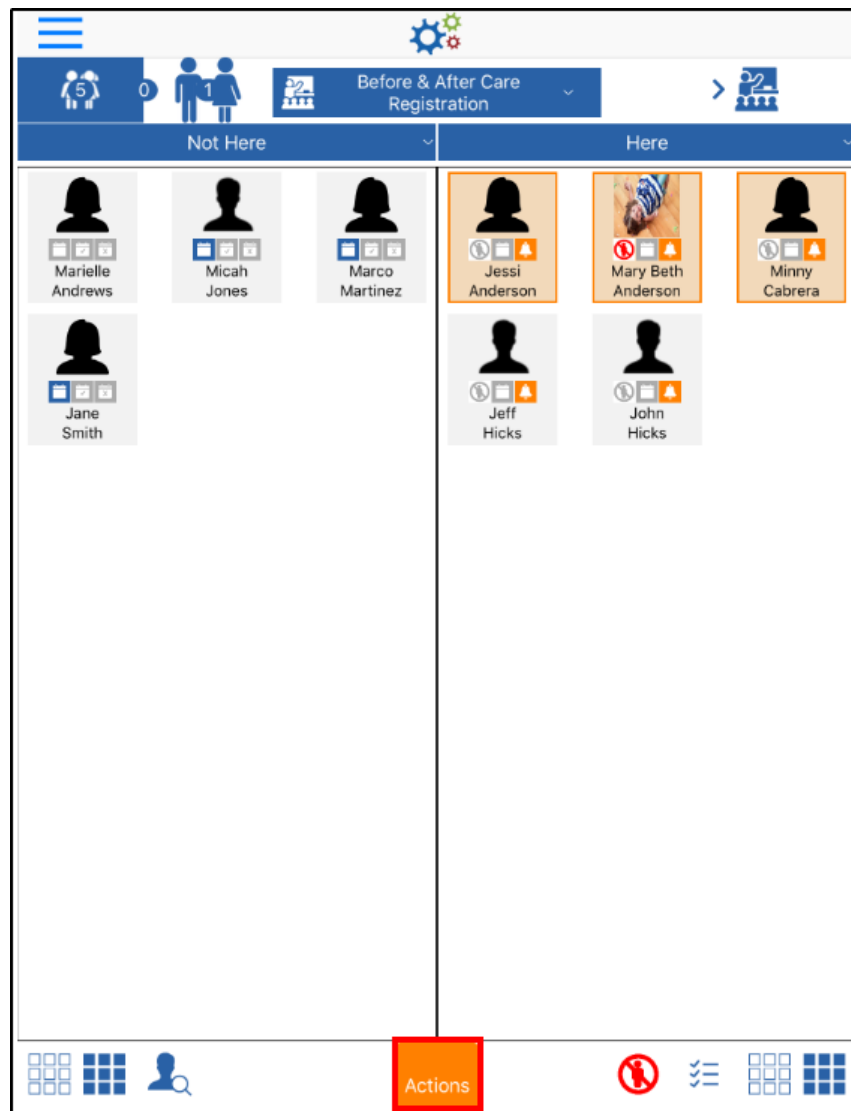 5
0
1
Before & After Care
Registration
Not Here
Here
Marielle
Andrews
Micah
Jones
Marco
Martinez
Jessi
Anderson
Mary Beth
Anderson
Minny
Cabrera
Jane
Smith
Jeff
Hicks
John
Hicks
Actions